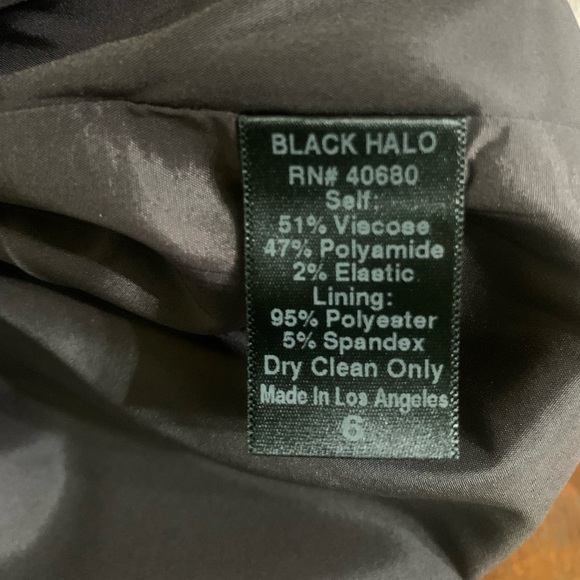 BLACK HALO
RN# 40680
Self:
51% Viscose
47% Polyamide
2% Elastic
Lining:
95% Polyester
5% Spandex
Dry Clean Only
Made In Los Angeles
6